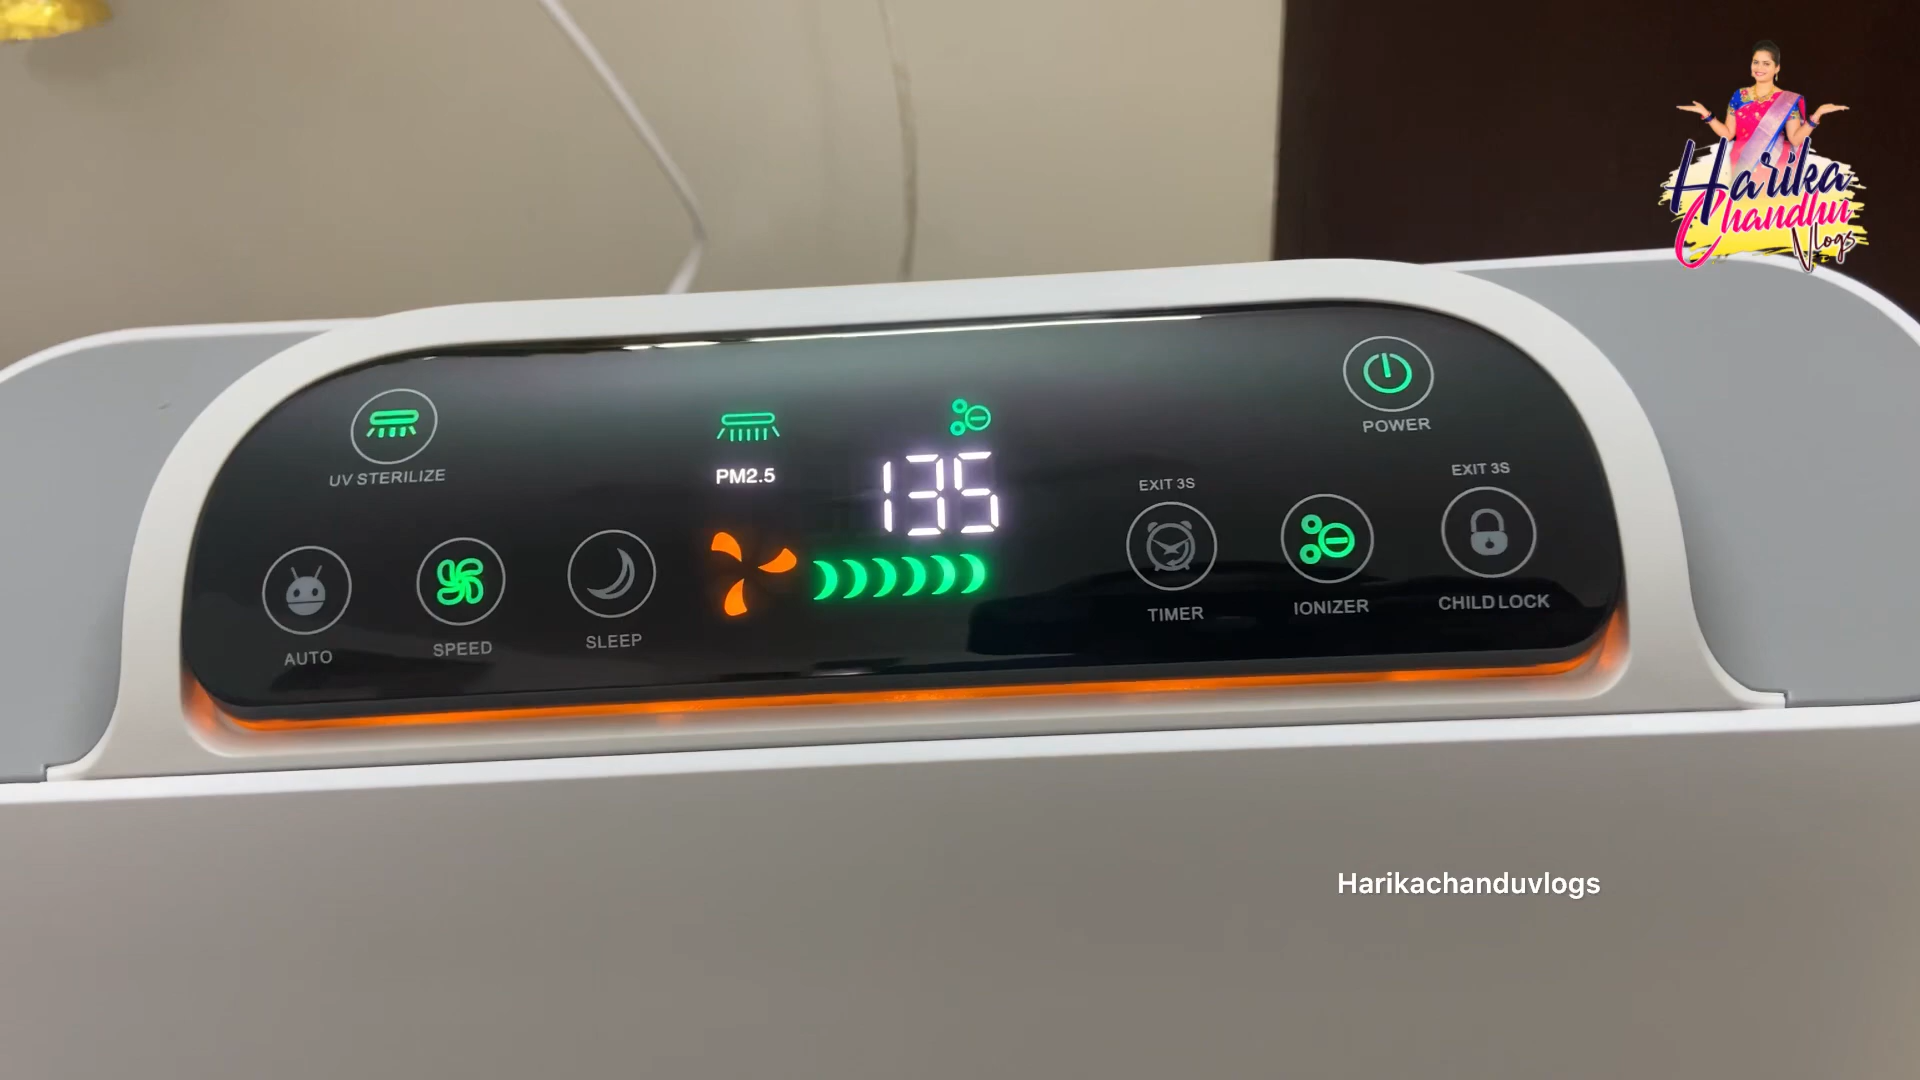 Harika
Chandhu
Vlogs
POWER
UV STERILIZE
PM2.5
135
EXIT 3S
EXIT 3S
AUTO
SPEED
SLEEP
TIMER
IONIZER
CHILD LOCK
Harikachanduvlogs